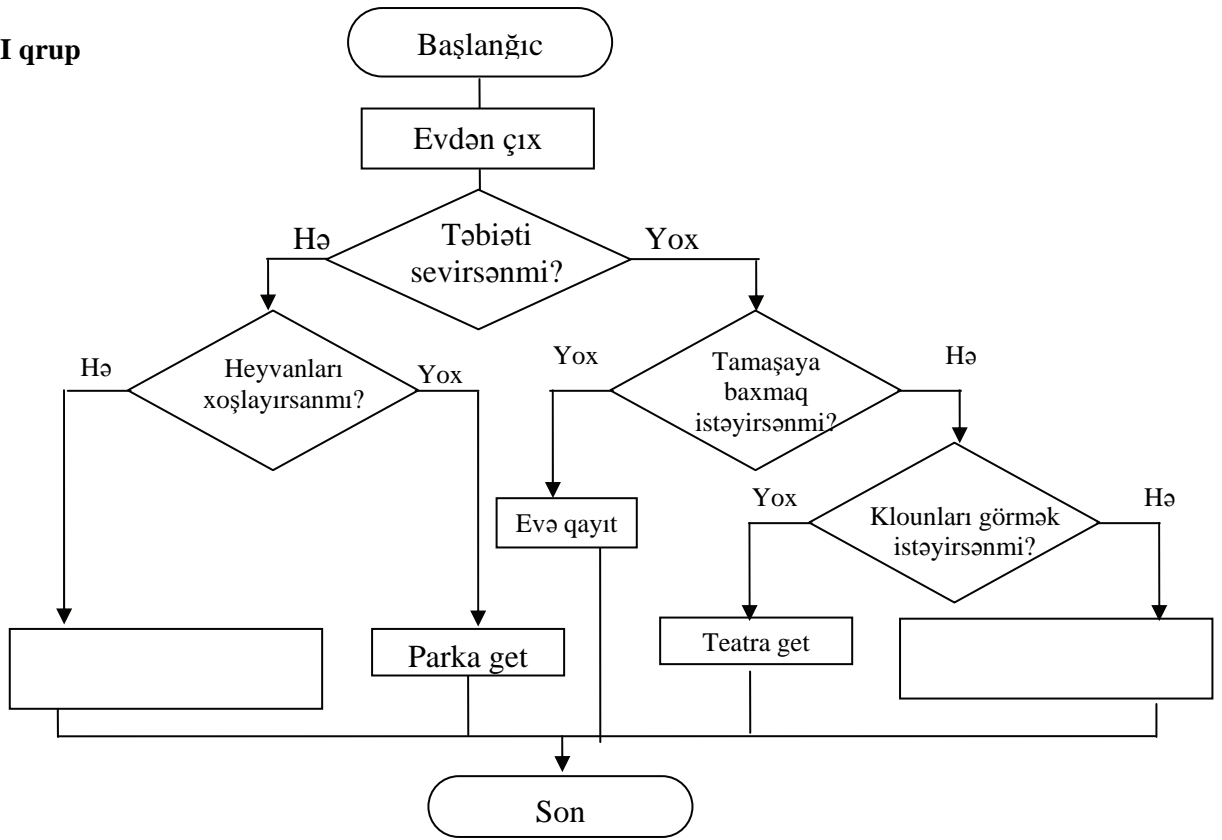 I qrup
Başlanğıc
Evdən çıx
Hə
Təbiəti
sevirsənmi?
Yox
Hə
Heyvanları
xoşlayırsanmı?
Yox
Yox
Tamaşaya
baxmaq
istəyirsənmi?
Hə
Evə qayıt
Yox
Klounları görmək
istəyirsənmi?
Hə
Parka get
Teatra get
Son